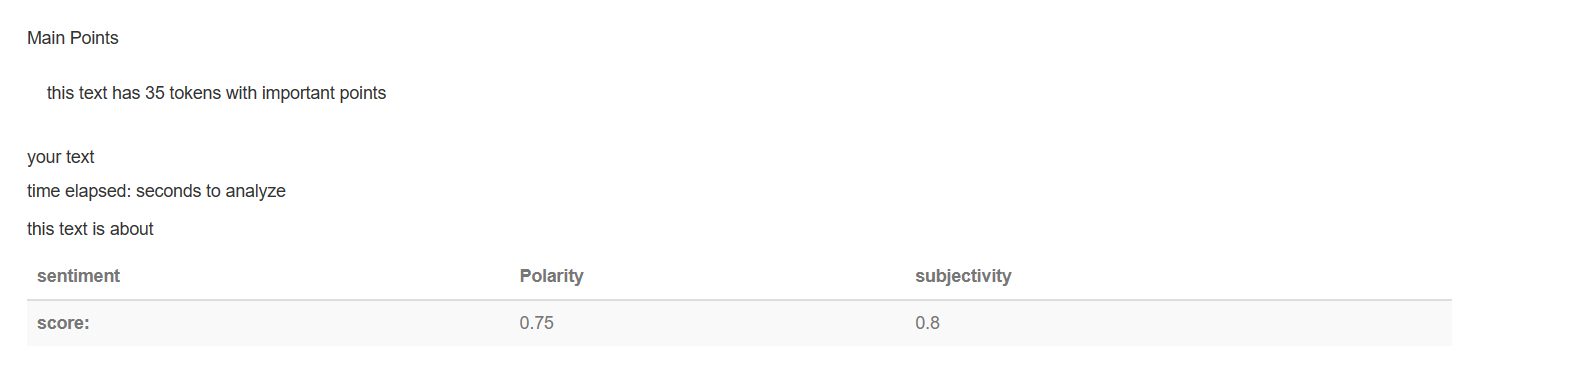 Main Points
this text has 35 tokens with important points
your text
time elapsed: seconds to analyze
this text is about
sentiment Polarity subjectivity
score: 0.75 0.8